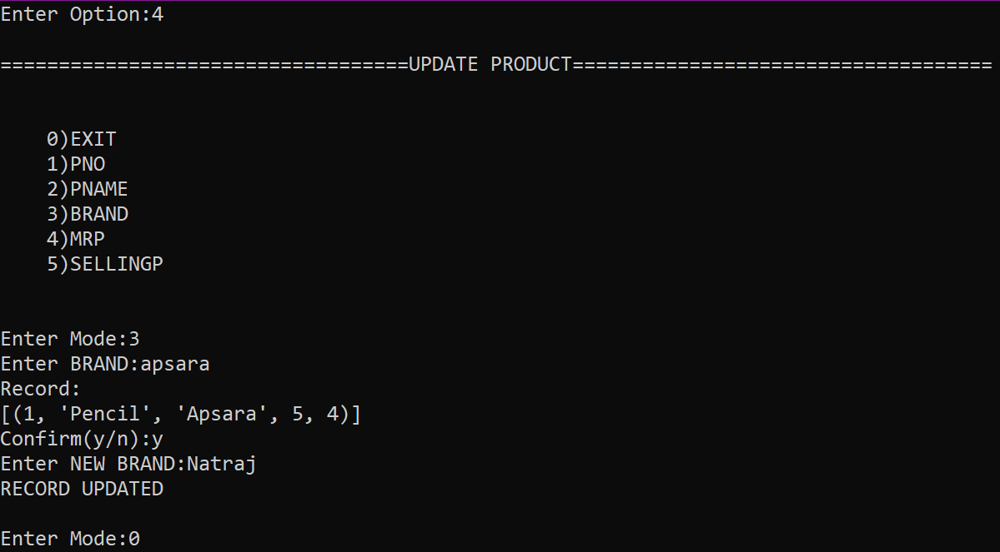 Enter Option:4
===================================UPDATE PRODUCT====================================
0)EXIT
1)PNO
2)PNAME
3)BRAND
4)MRP
5)SELLINGP
Enter Mode:3
Enter BRAND:apsara
Record:
[(1, 'Pencil', 'Apsara', 5, 4)]
Confirm(y/n):y
Enter NEW BRAND:Natraj
RECORD UPDATED
Enter Mode:0